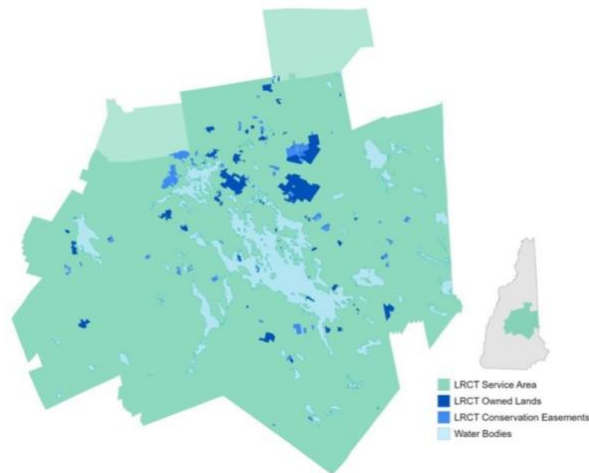 LRCT Service Area
LRCT Owned Lands
LRCT Conservation Easements
Water Bodies